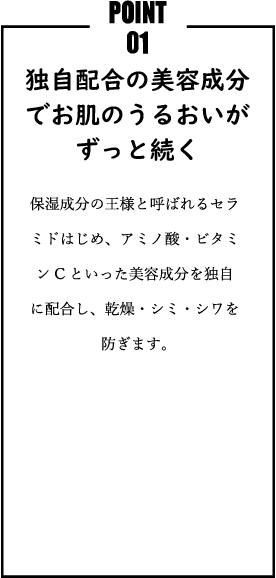 POINT
01
独自配合の美容成分
でお肌のうるおいが
ずっと続く
保湿成分の王様と呼ばれるセラ
ミドはじめ、アミノ酸・ビタミ
ンCといった美容成分を独自
に配合し、乾燥・シミ・シワを
防ぎます。